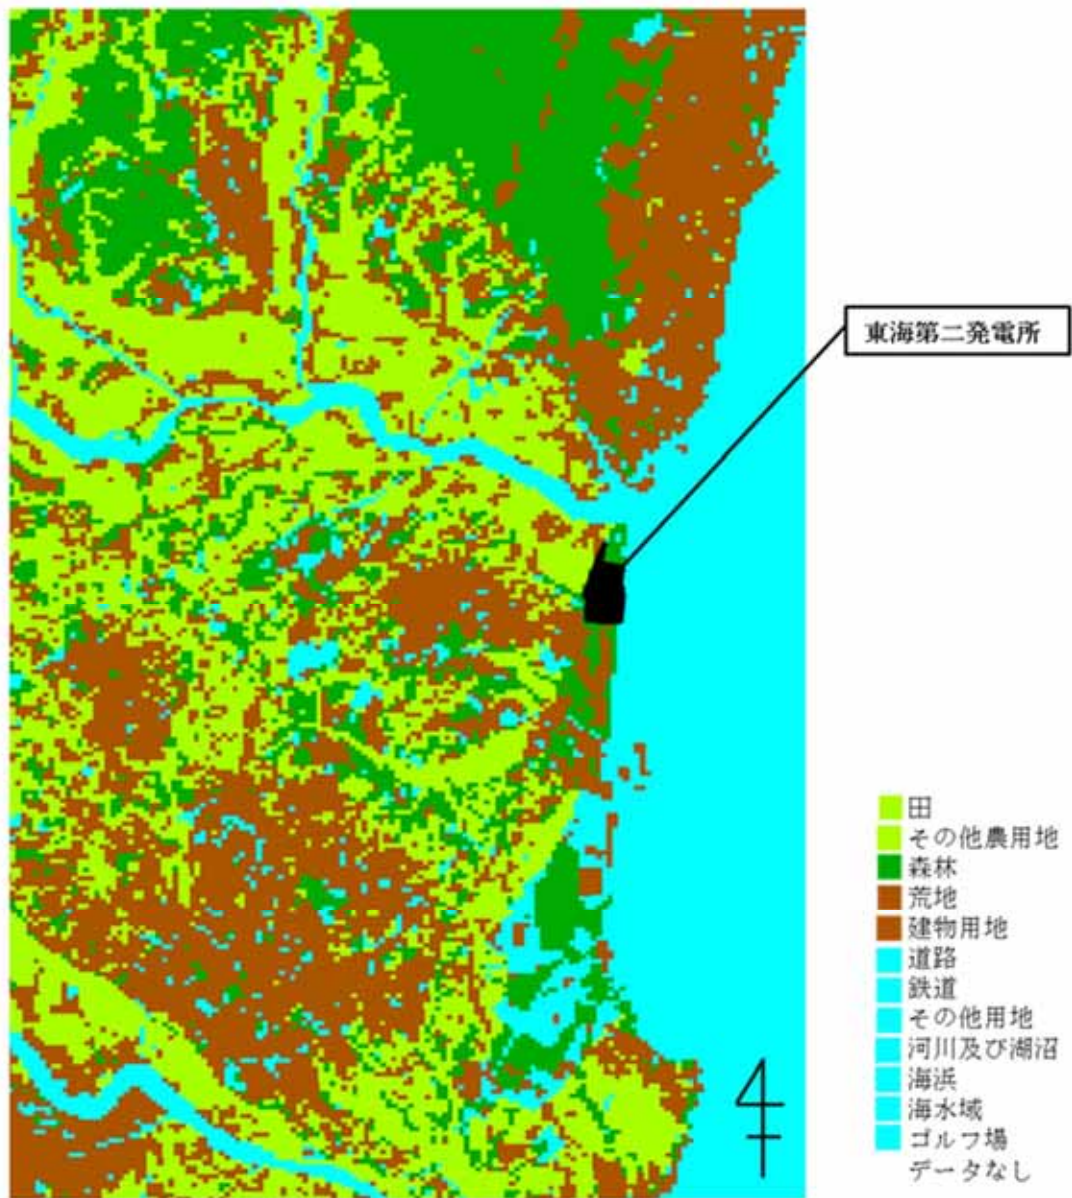 東海第二発電所
田
その他農用地
森林
荒地
建物用地
道路
鉄道
その他用地
河川及び湖沼
海浜
海水域
ゴルフ場
データなし